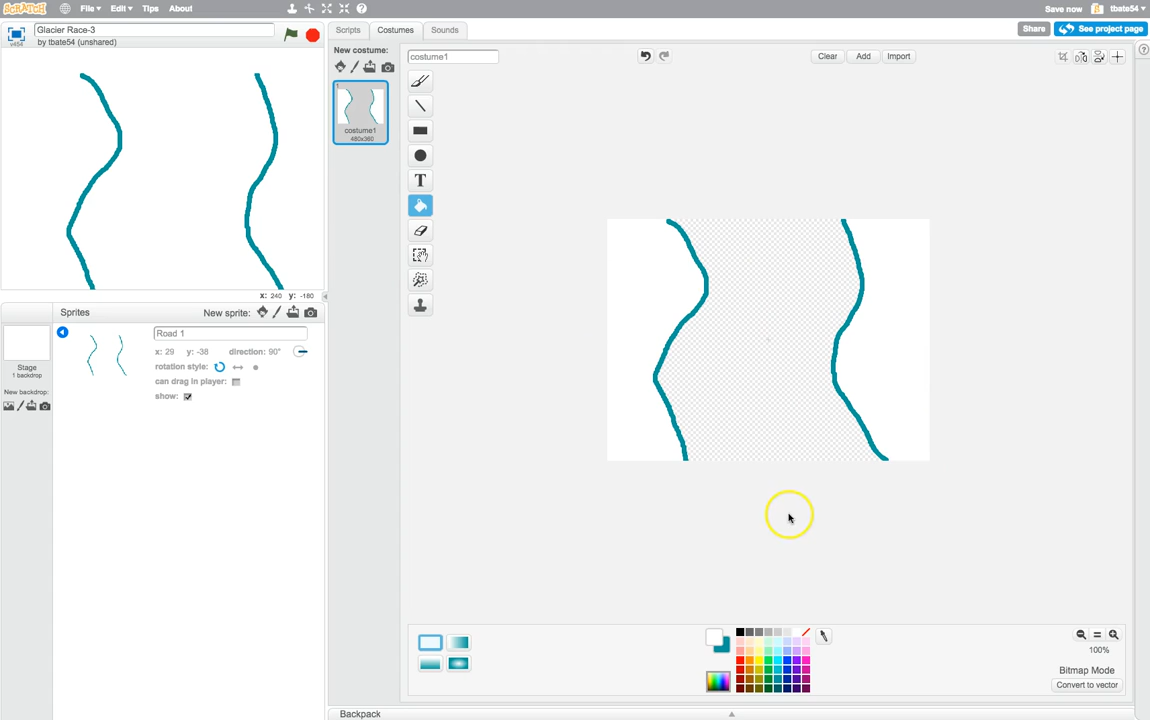 SCRATCH File Edit Tips About Save now tbate54
v454 Glacier Race-3 Scripts Costumes Sounds Share See project page
by tbate54 (unshared)
New costume: costume1 Clear Add Import
1
costume1
460x360
T
X: 240 y: -180
Sprites New sprite:
Road 1
x: 29 y: -38 direction: 90°
Stage
1 backdrop
rotation style:
can drag in player:
New backdrop:
show:
100%
Bitmap Mode
Convert to vector
Backpack